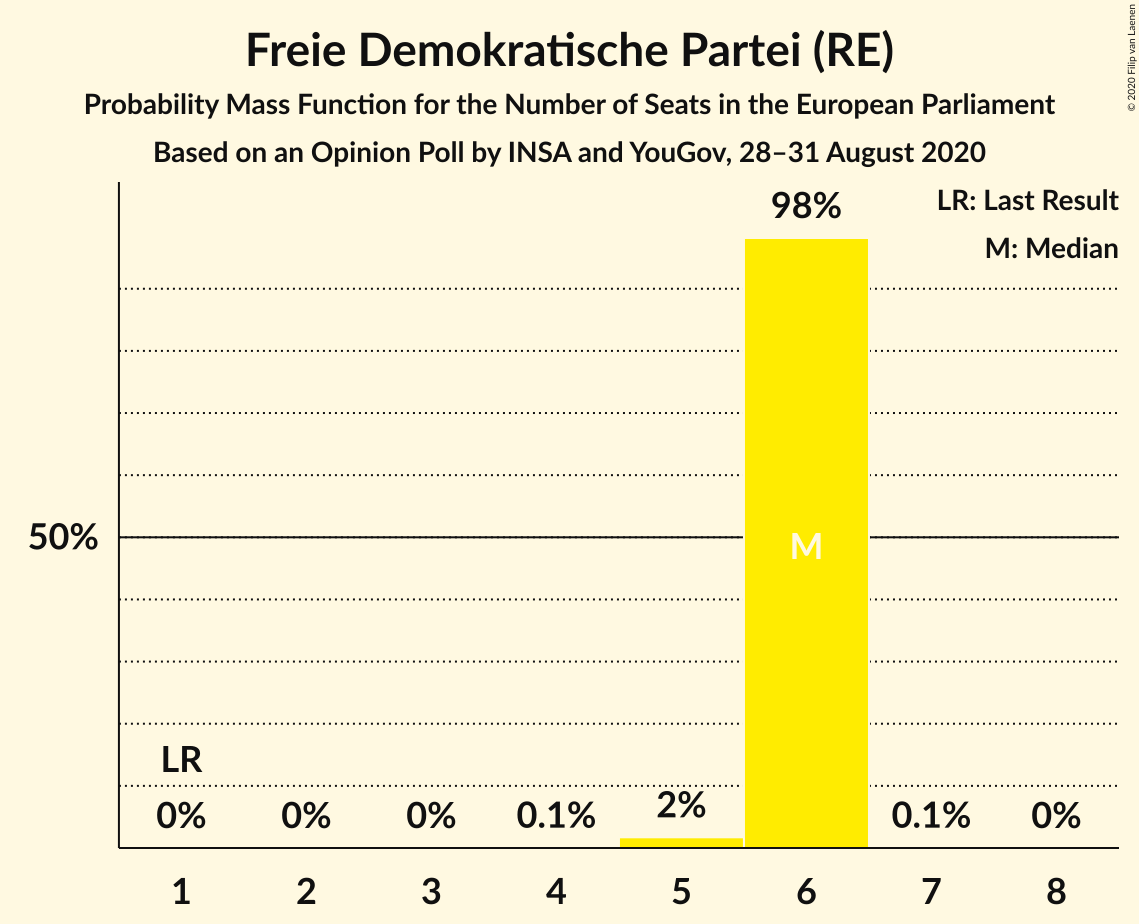 Freie Demokratische Partei (RE)
Probability Mass Function for the Number of Seats in the European Parliament
Based on an Opinion Poll by INSA and YouGov, 28–31 August 2020
© 2020 Filip van Laenen
LR: Last Result
M: Median
98%
50%
M
LR
0%
0%
0%
0.1%
2%
0.1%
0%
1
2
3
4
5
6
7
8